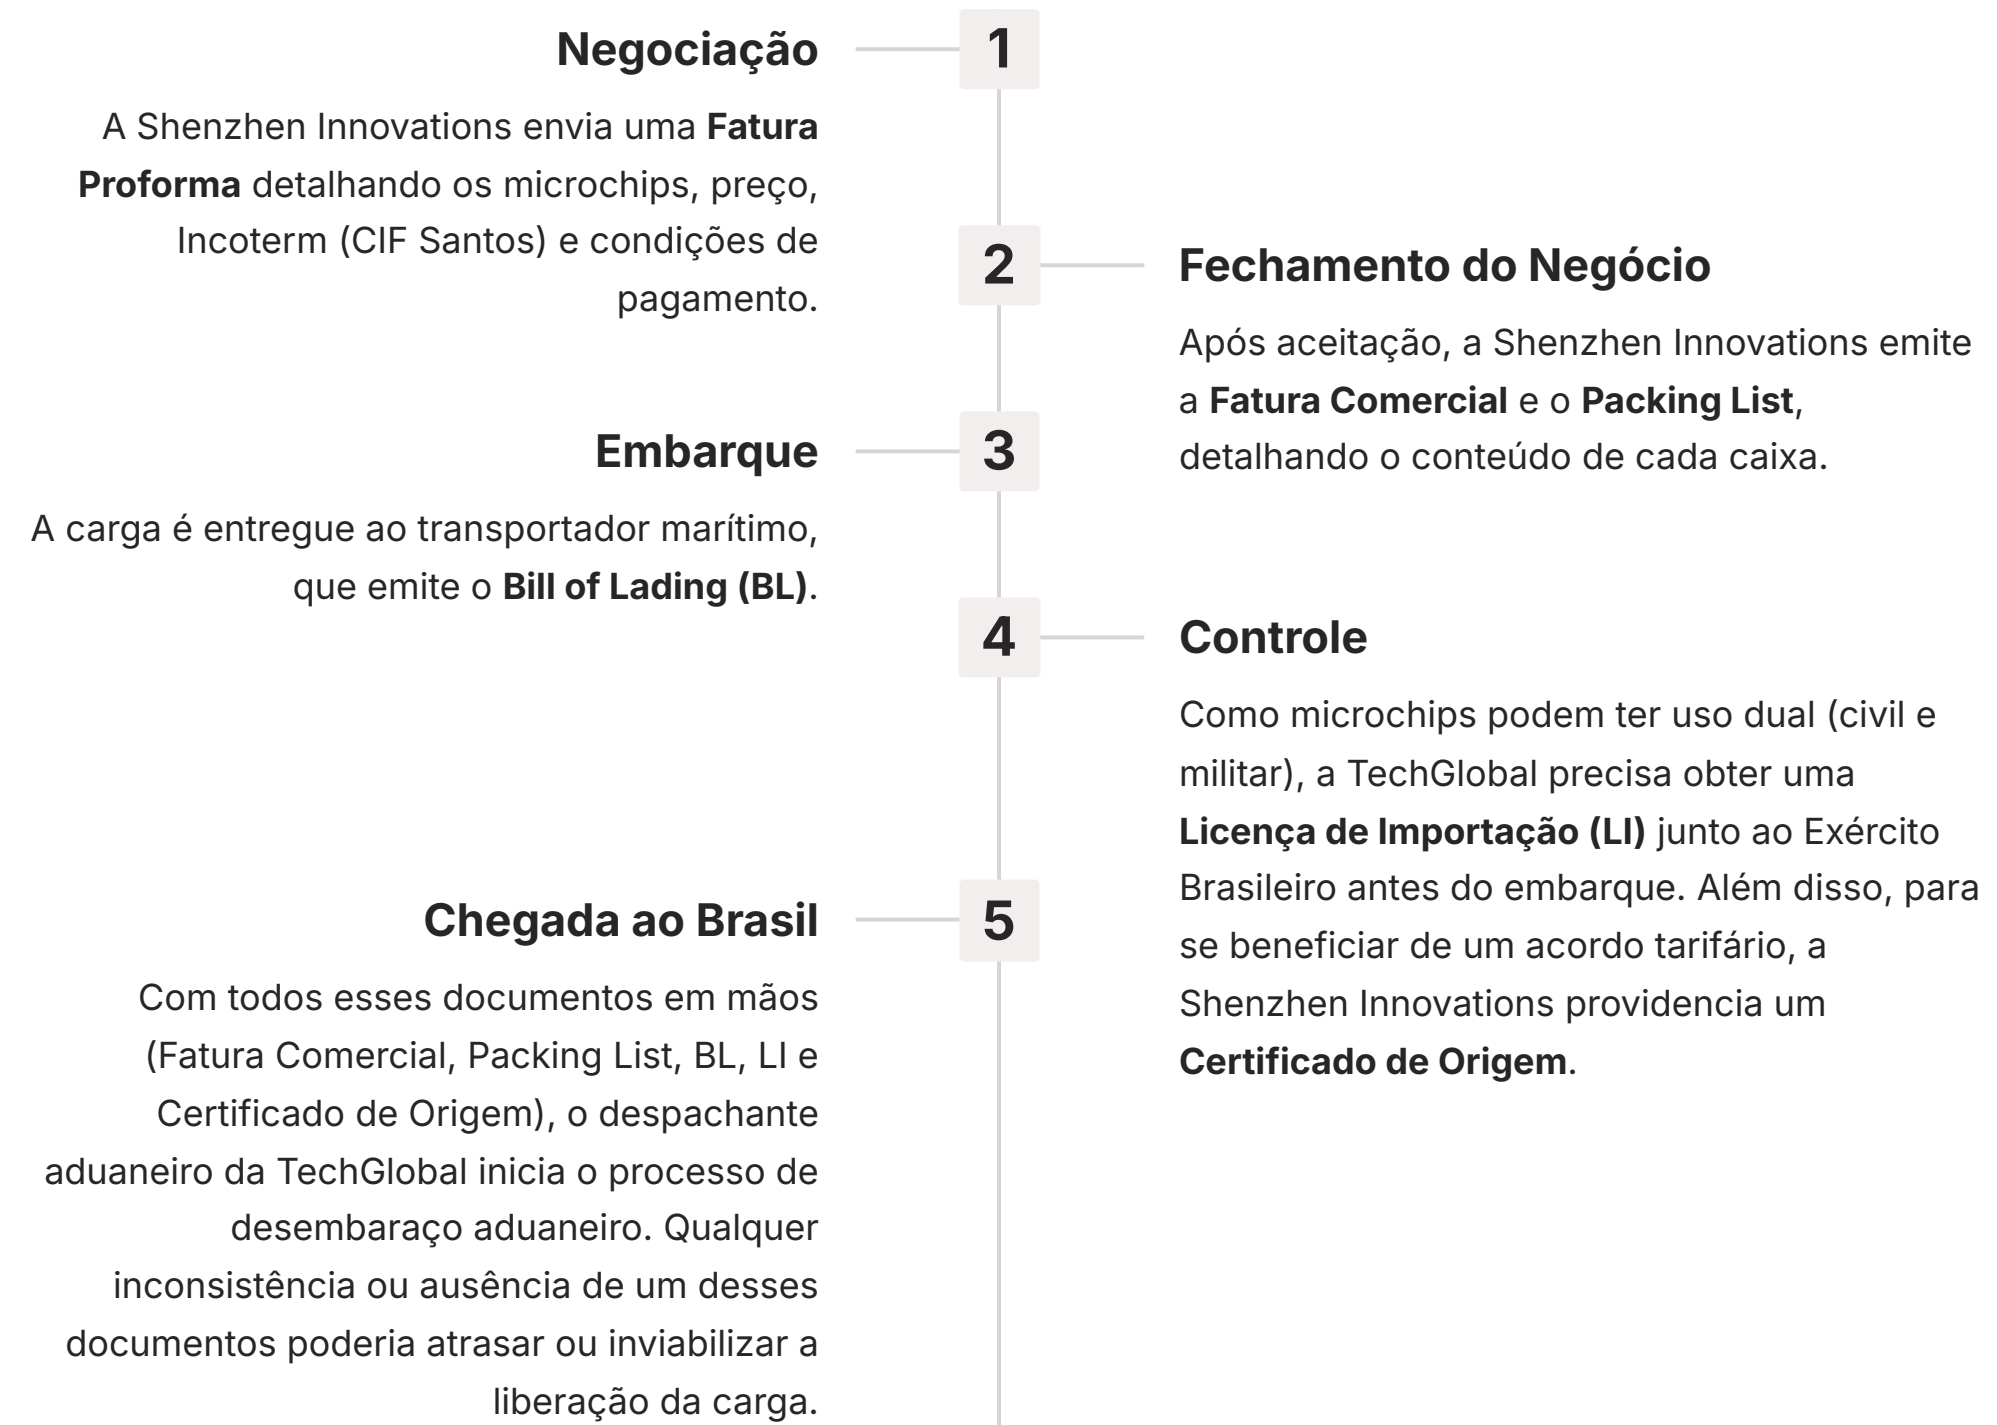 1
Negociação
A Shenzhen Innovations envia uma Fatura
Proforma detalhando os microchips, preço,
Incoterm (CIF Santos) e condições de
pagamento.
2
Fechamento do Negócio
Após aceitação, a Shenzhen Innovations emite
a Fatura Comercial e o Packing List,
detalhando o conteúdo de cada caixa.
3
Embarque
A carga é entregue ao transportador marítimo,
que emite o Bill of Lading (BL).
4
Controle
Como microchips podem ter uso dual (civil e
militar), a TechGlobal precisa obter uma
Licença de Importação (LI) junto ao Exército
Brasileiro antes do embarque. Além disso, para
se beneficiar de um acordo tarifário, a
Shenzhen Innovations providencia um
Certificado de Origem.
5
Chegada ao Brasil
Com todos esses documentos em mãos
(Fatura Comercial, Packing List, BL, LI e
Certificado de Origem), o despachante
aduaneiro da TechGlobal inicia o processo de
desembaraço aduaneiro. Qualquer
inconsistência ou ausência de um desses
documentos poderia atrasar ou inviabilizar a
liberação da carga.